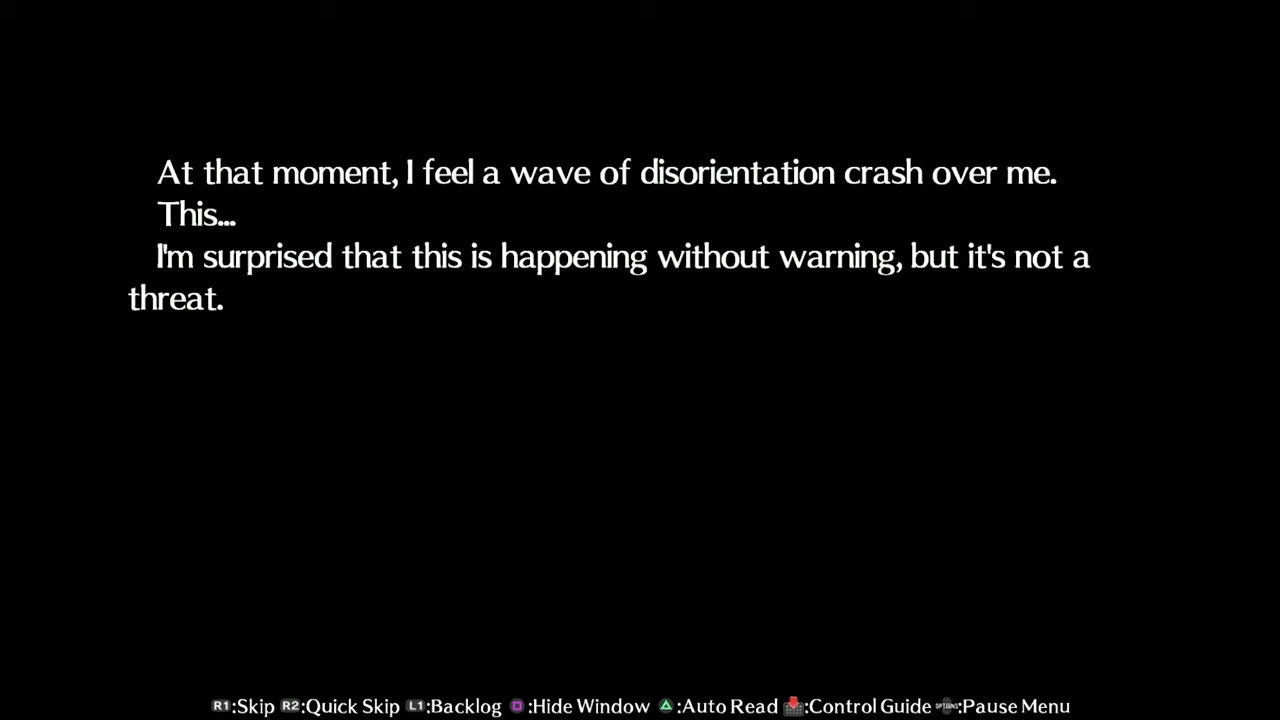 At that moment, I feel a wave of disorientation crash over me.
This...
I'm surprised that this is happening without warning, but it's not a
threat.
R1:Skip R2:Quick Skip L1:Backlog :Hide Window :Auto Read :Control Guide OPTIONS:Pause Menu